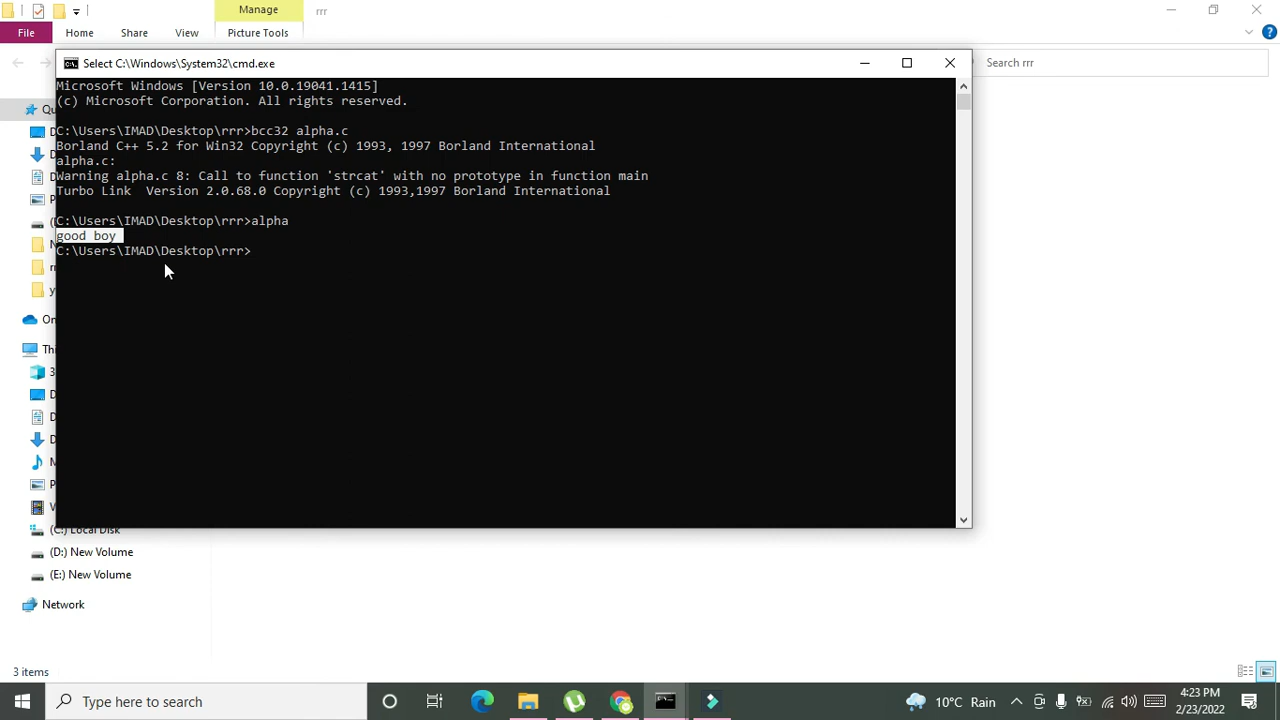 Manage
rrr
File
Home
Share
View
Picture Tools
Select C:\Windows\System32\cmd.exe
Search rrr
Microsoft Windows [Version 10.0.19041.1415]
(c) Microsoft Corporation. All rights reserved.
C:\Users\IMAD\Desktop\rrr>bcc32 alpha.c
Borland C++ 5.2 for Win32 Copyright (c) 1993, 1997 Borland International
alpha.c:
Warning alpha.c 8: Call to function 'strcat' with no prototype in function main
Turbo Link  Version 2.0.68.0 Copyright (c) 1993,1997 Borland International
C:\Users\IMAD\Desktop\rrr>alpha
good boy
C:\Users\IMAD\Desktop\rrr>
(C:) Local Disk
(D:) New Volume
(E:) New Volume
Network
3 items
Type here to search
10°C Rain
4:23 PM
2/23/2022